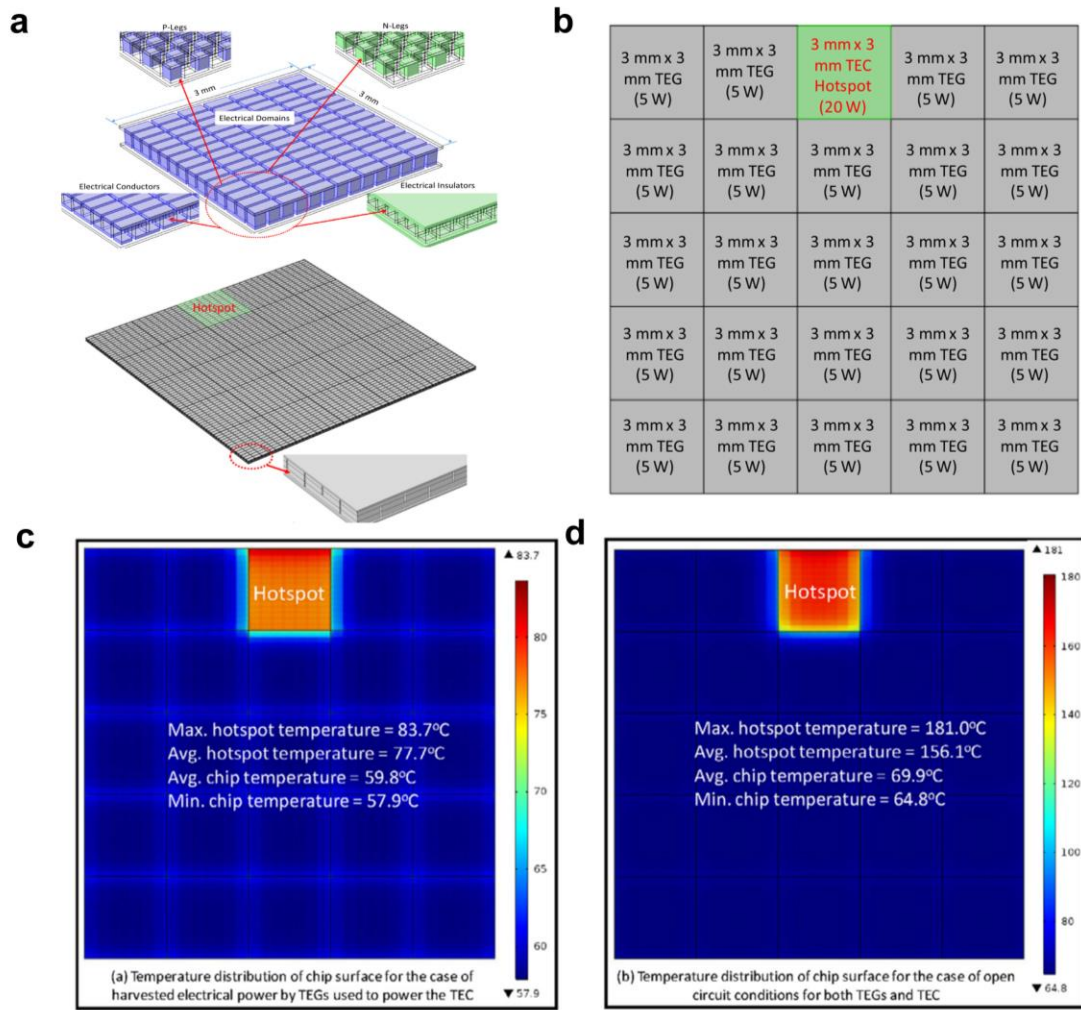 a
P-Legs
N-Legs
3 mm
3 mm
Electrical Domains
Electrical Conductors
Electrical Insulators
Hotspot
b
3 mm x 3
mm TEG
(5 W)
3 mm x 3
mm TEG
(5 W)
3 mm x 3
mm TEC
Hotspot
(20 W)
3 mm x 3
mm TEG
(5 W)
3 mm x 3
mm TEG
(5 W)
3 mm x 3
mm TEG
(5 W)
3 mm x 3
mm TEG
(5 W)
3 mm x 3
mm TEG
(5 W)
3 mm x 3
mm TEG
(5 W)
3 mm x 3
mm TEG
(5 W)
3 mm x 3
mm TEG
(5 W)
3 mm x 3
mm TEG
(5 W)
3 mm x 3
mm TEG
(5 W)
3 mm x 3
mm TEG
(5 W)
3 mm x 3
mm TEG
(5 W)
3 mm x 3
mm TEG
(5 W)
3 mm x 3
mm TEG
(5 W)
3 mm x 3
mm TEG
(5 W)
3 mm x 3
mm TEG
(5 W)
3 mm x 3
mm TEG
(5 W)
3 mm x 3
mm TEG
(5 W)
3 mm x 3
mm TEG
(5 W)
3 mm x 3
mm TEG
(5 W)
3 mm x 3
mm TEG
(5 W)
3 mm x 3
mm TEG
(5 W)
c
Hotspot
Max. hotspot temperature = 83.7°C
Avg. hotspot temperature = 77.7°C
Avg. chip temperature = 59.8°C
Min. chip temperature = 57.9°C
▲ 83.7
80
75
70
65
60
▼ 57.9
(a) Temperature distribution of chip surface for the case of
harvested electrical power by TEGs used to power the TEC
d
Hotspot
Max. hotspot temperature = 181.0°C
Avg. hotspot temperature = 156.1°C
Avg. chip temperature = 69.9°C
Min. chip temperature = 64.8°C
▲ 181
180
160
140
120
100
80
▼ 64.8
(b) Temperature distribution of chip surface for the case of open
circuit conditions for both TEGs and TEC